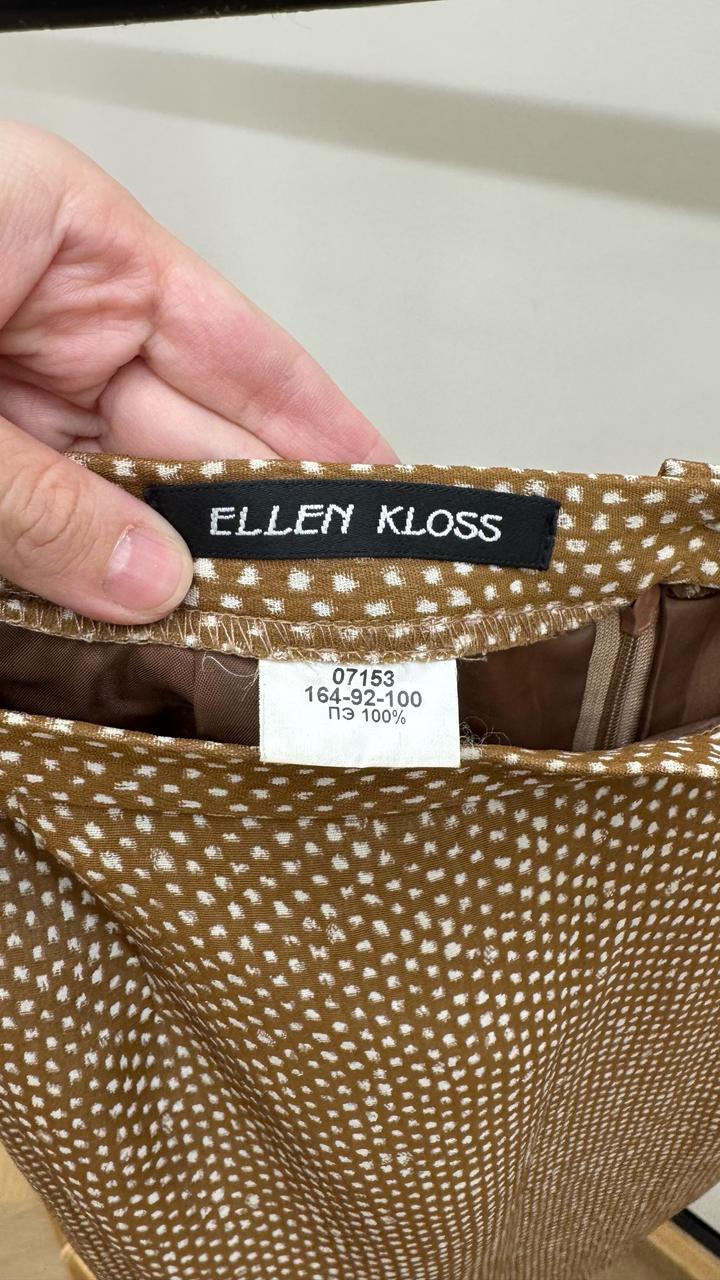 ELLEN KLOSS
07153
164-92-100
ПЭ 100%